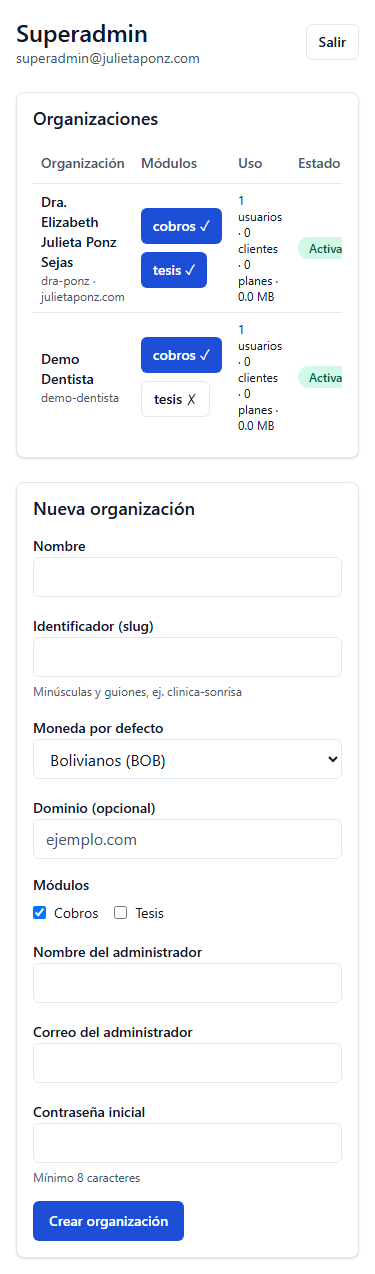 Superadmin
superadmin@julietaponz.com
Salir
Organizaciones
Organización Módulos Uso Estado
Dra.
Elizabeth
Julieta Ponz
Sejas
dra-ponz ·
julietaponz.com
cobros ✓
tesis ✓
1
usuarios
· 0
clientes
· 0
planes ·
0.0 MB
Activa
Demo
Dentista
demo-dentista
cobros ✓
tesis ✗
1
usuarios
· 0
clientes
· 0
planes ·
0.0 MB
Activa
Nueva organización
Nombre
Identificador (slug)
Minúsculas y guiones, ej. clinica-sonrisa
Moneda por defecto
Bolivianos (BOB)
Dominio (opcional)
ejemplo.com
Módulos
Cobros Tesis
Nombre del administrador
Correo del administrador
Contraseña inicial
Mínimo 8 caracteres
Crear organización